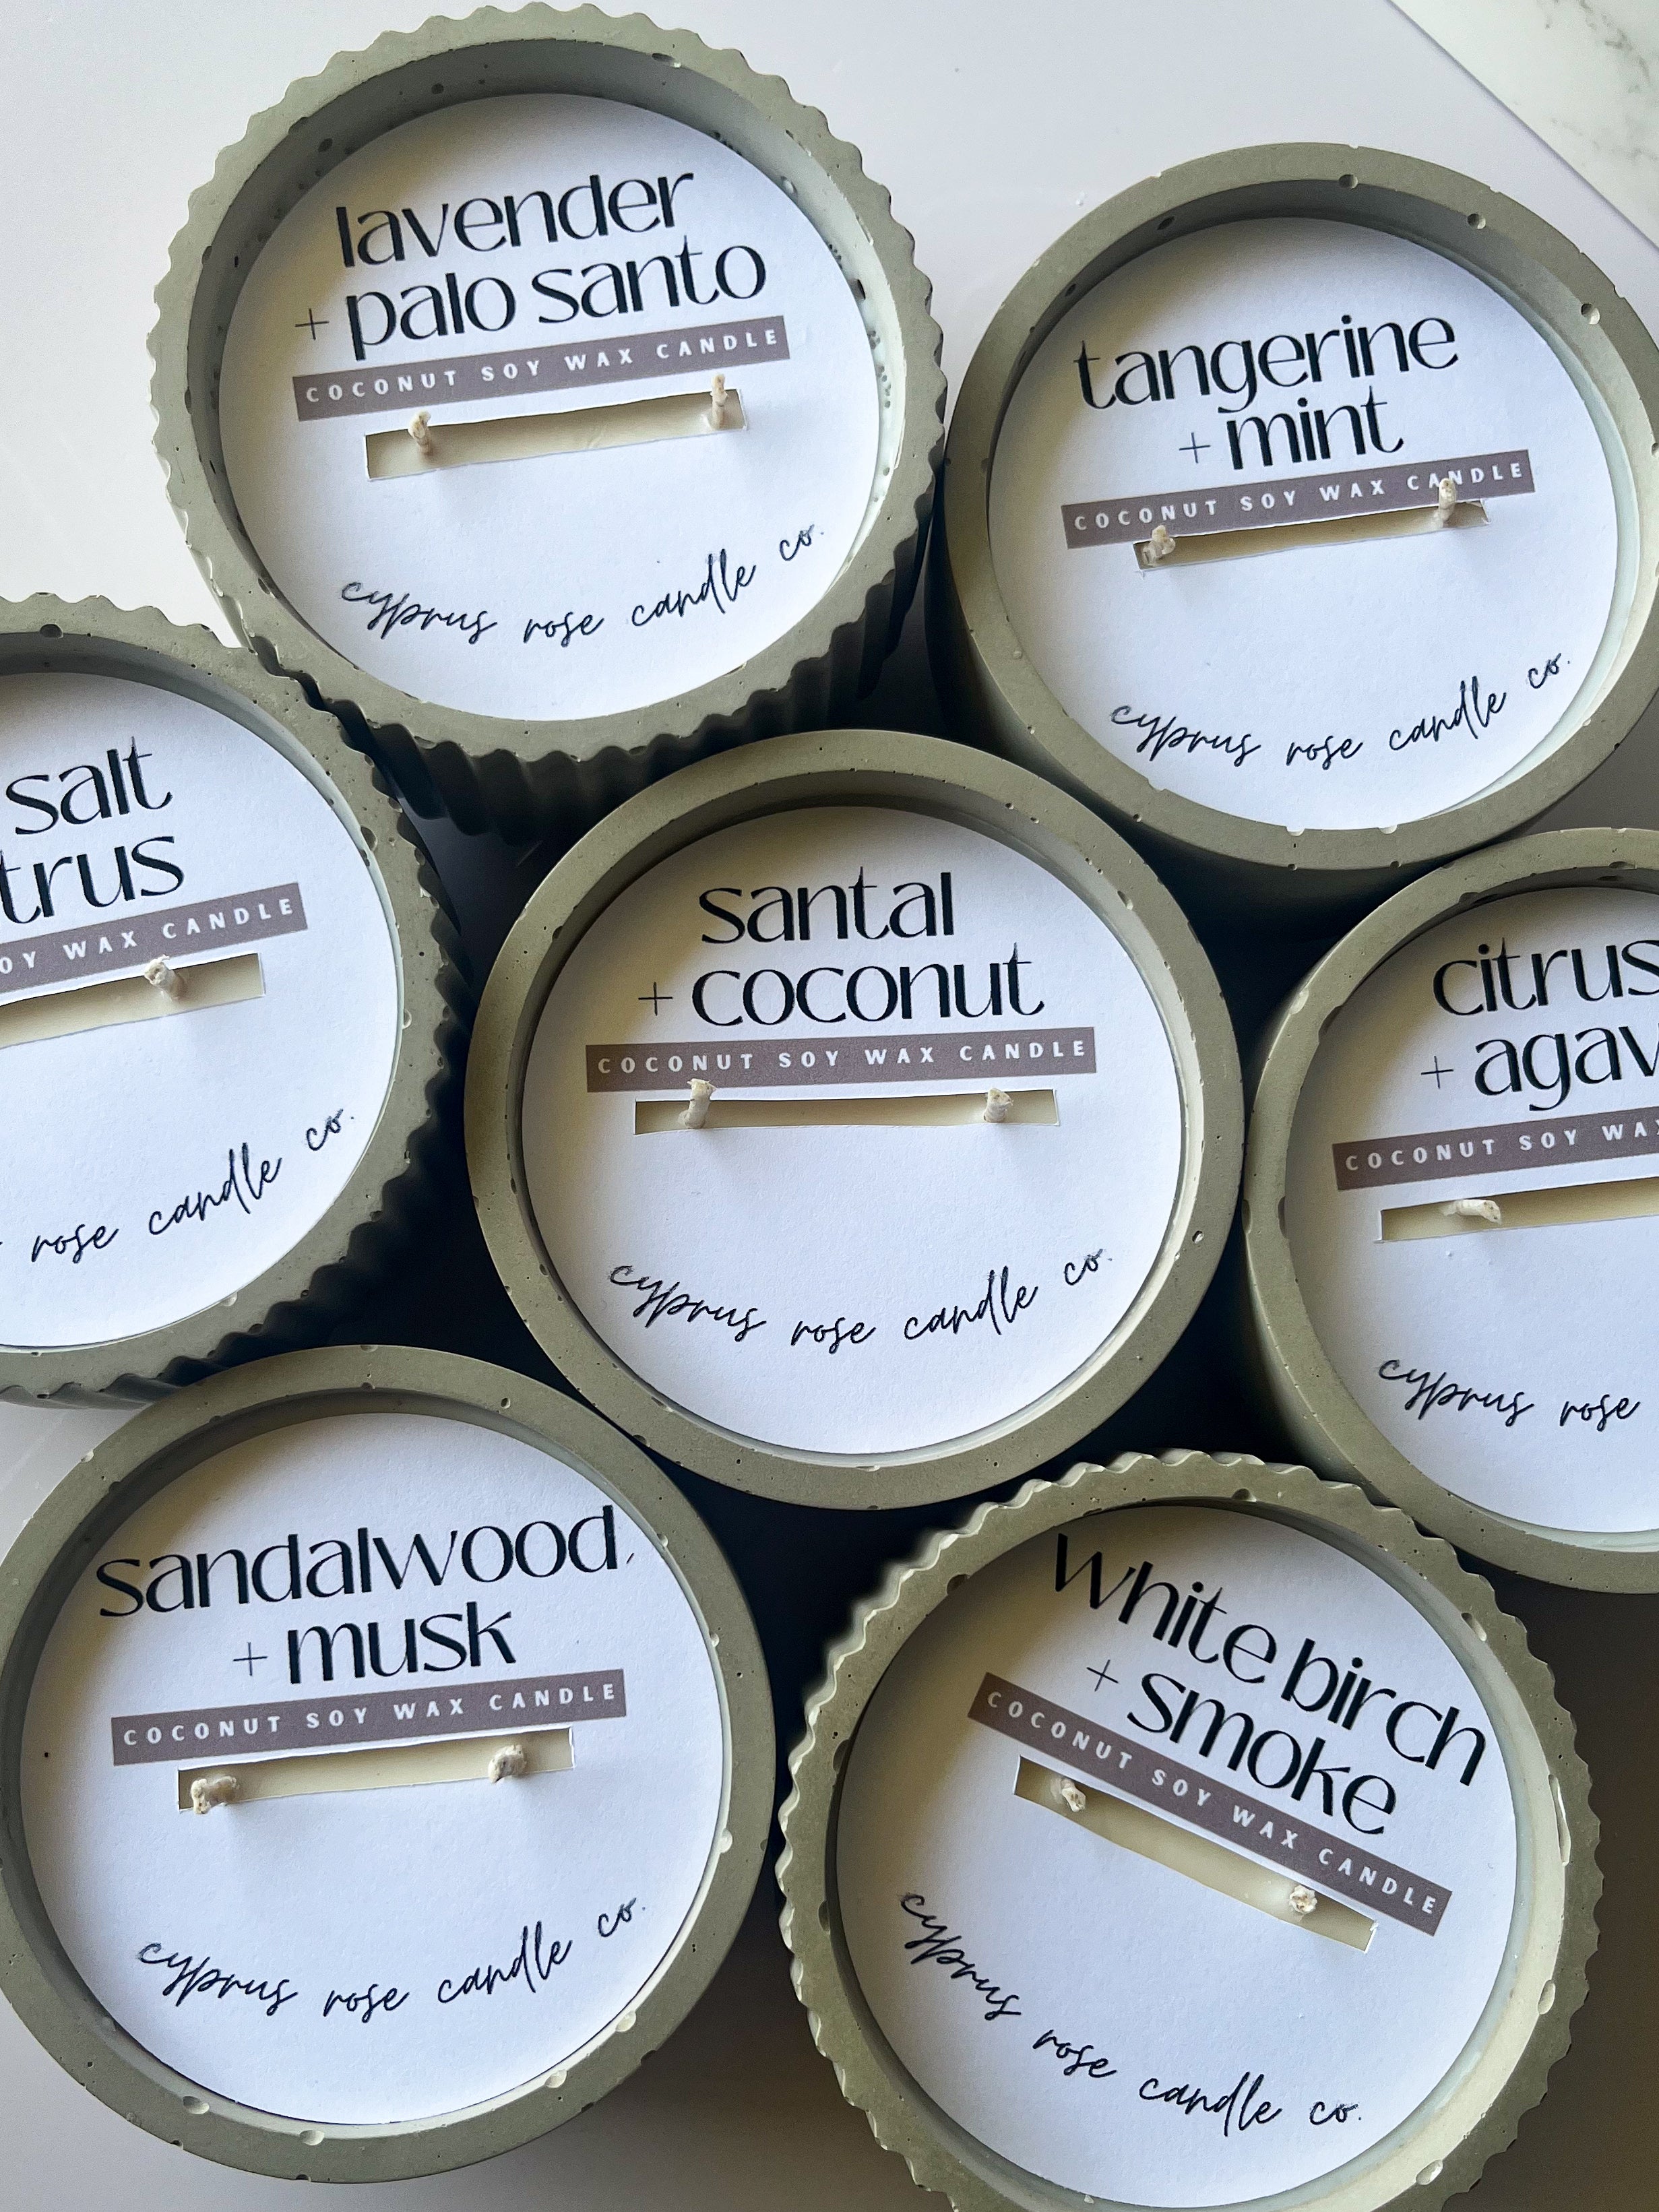 lavender
+ palo santo
COCONUT SOY WAX CANDLE
cyprus rose candle co.
tangerine
+ mint
COCONUT SOY WAX CANDLE
cyprus rose candle co.
salt
trus
OY WAX CANDLE
rose candle co.
santal
+ coconut
COCONUT SOY WAX CANDLE
cyprus rose candle co.
citrus
+ agav
COCONUT SOY WAX
cyprus rose
sandalwood
+ musk
COCONUT SOY WAX CANDLE
cyprus rose candle co.
white birch
+ smoke
COCONUT SOY WAX CANDLE
cyprus rose candle co.